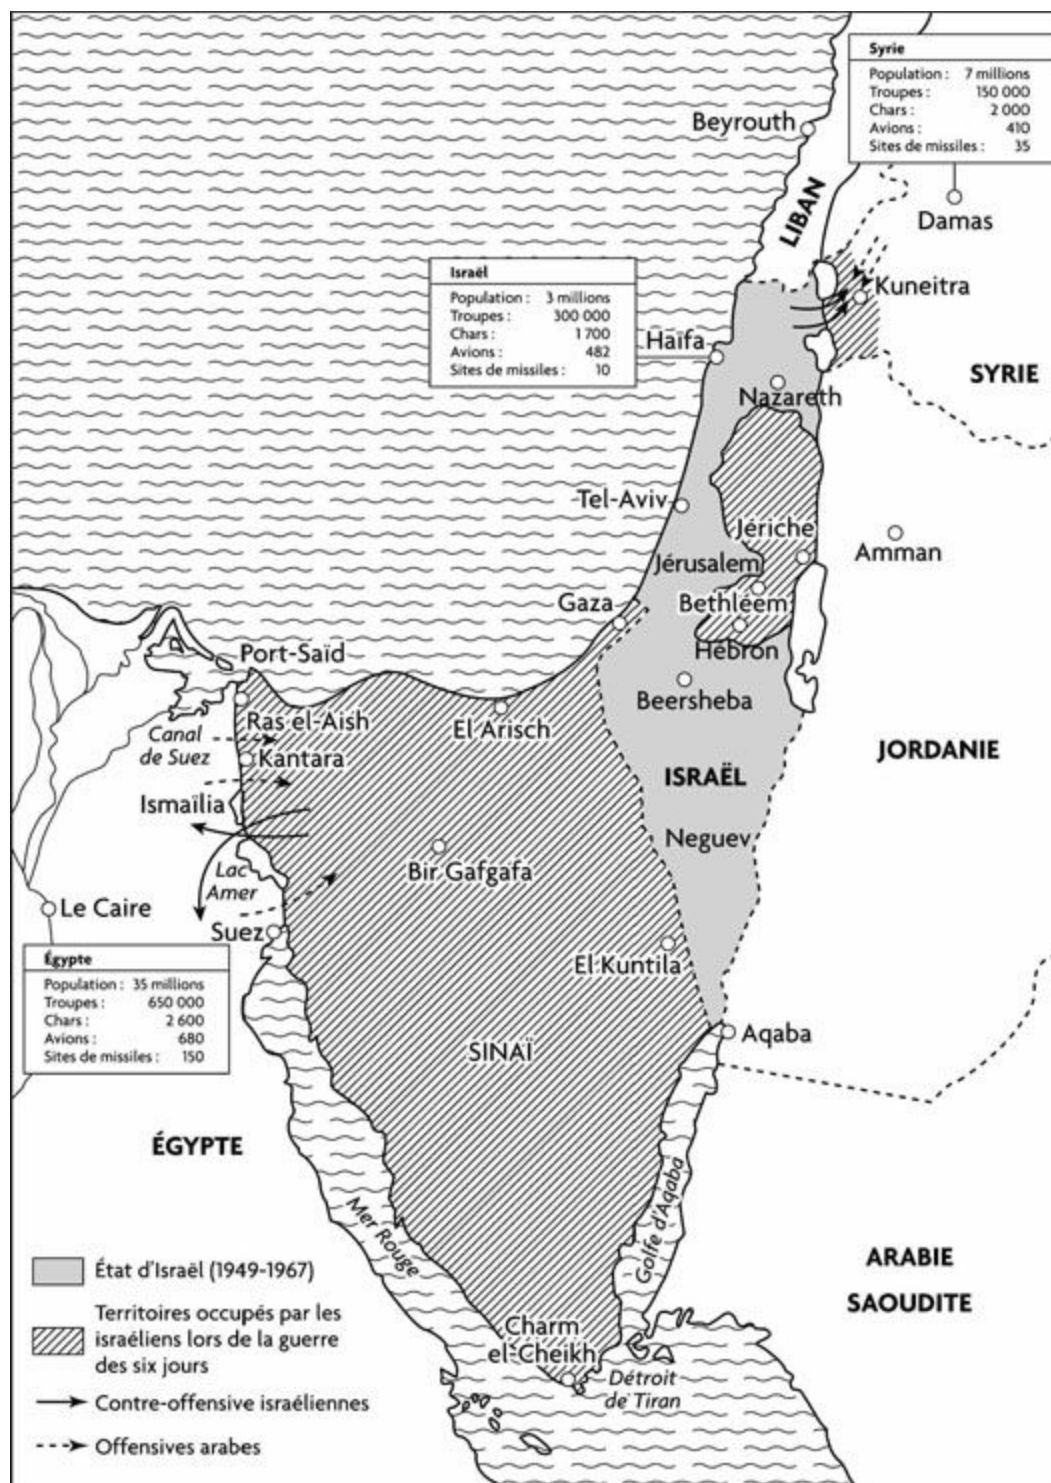 Syrie
Population : 7 millions
Troupes : 150 000
Chars : 2 000
Avions : 410
Sites de missiles : 35
Beyrouth
LIBAN
Damas
Israël
Population : 3 millions
Troupes : 300 000
Chars : 1 700
Avions : 482
Sites de missiles : 10
Kuneitra
Haïfa
SYRIE
Nazareth
Tel-Aviv
Jériche
Amman
Jérusalem
Gaza
Bethléem
Hébron
Port-Saïd
Beersheba
Ras el-Aish
El Arisch
Canal
de Suez
Kantara
JORDANIE
ISRAËL
Ismaïlia
Neguev
Bir Gafgafa
Lac
Amer
Le Caire
Suez
El Kuntila
Égypte
Population : 35 millions
Troupes : 650 000
Chars : 2 600
Avions : 680
Sites de missiles : 150
Aqaba
SINAÏ
ÉGYPTE
Mer Rouge
Golfe d'Aqaba
ARABIE
SAOUDITE
État d'Israël (1949-1967)
Territoires occupés par les
israéliens lors de la guerre
des six jours
Charm
el-Cheikh
Détroit
de Tiran
Contre-offensive israéliennes
Offensives arabes